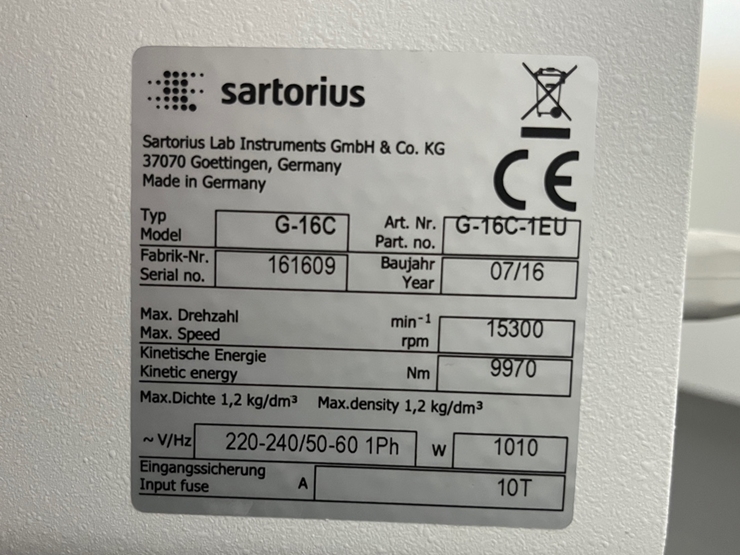 sartorius
Sartorius Lab Instruments GmbH & Co. KG
37070 Goettingen, Germany
Made in Germany
CE
Typ
Model
G-16C
Art. Nr.
Part. no.
G-16C-1EU
Fabrik-Nr.
Serial no.
161609
Baujahr
Year
07/16
Max. Drehzahl
Max. Speed
min⁻¹
rpm
15300
Kinetische Energie
Kinetic energy
Nm
9970
Max.Dichte 1,2 kg/dm³ Max.density 1,2 kg/dm³
~ V/Hz 220-240/50-60 1Ph W 1010
Eingangssicherung
Input fuse
A
10T